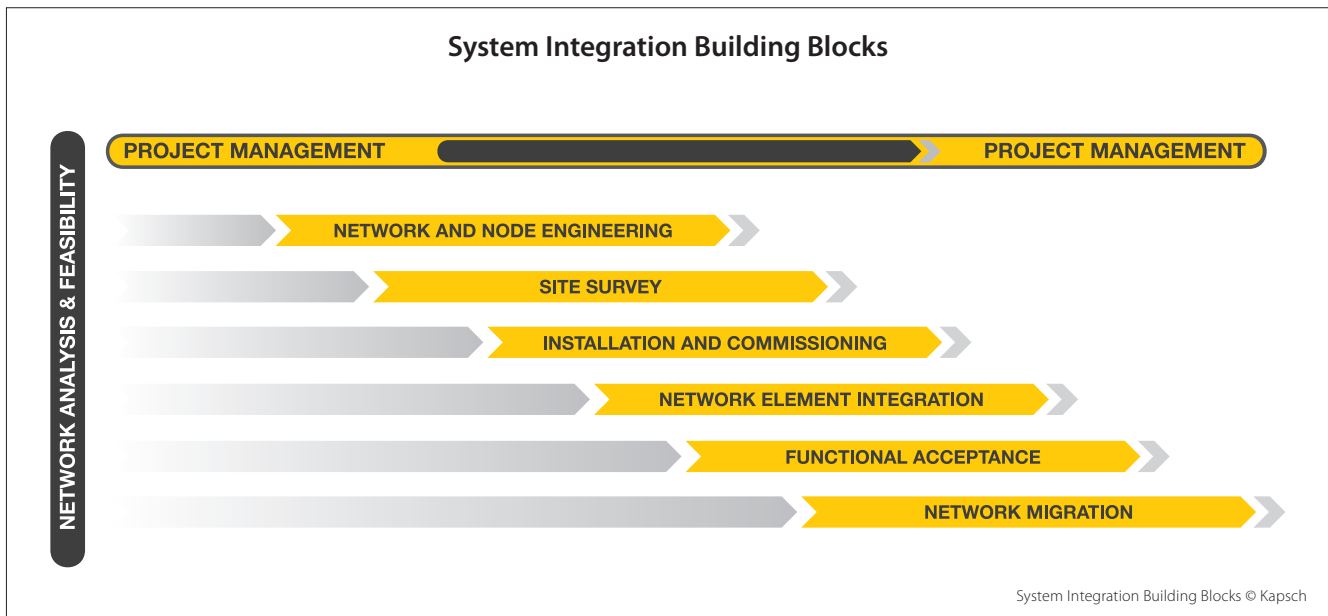 System Integration Building Blocks
NETWORK ANALYSIS & FEASIBILITY
PROJECT MANAGEMENT PROJECT MANAGEMENT
NETWORK AND NODE ENGINEERING
SITE SURVEY
INSTALLATION AND COMMISSIONING
NETWORK ELEMENT INTEGRATION
FUNCTIONAL ACCEPTANCE
NETWORK MIGRATION
System Integration Building Blocks © Kapsch